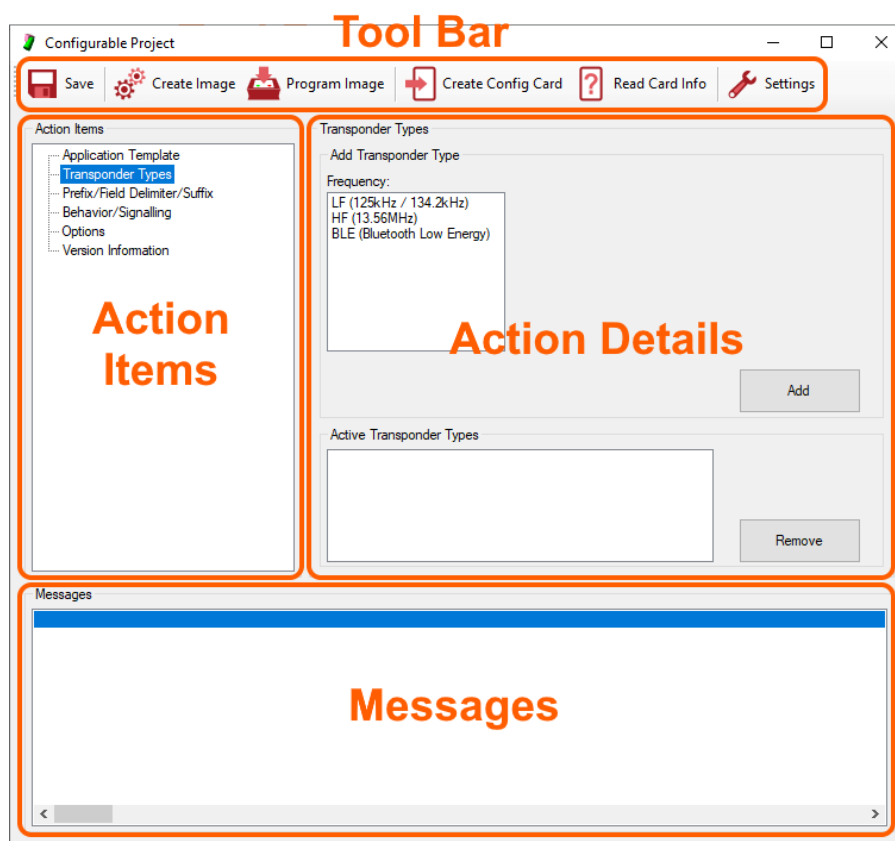 Tool Bar
Configurable Project
Save
Create Image
Program Image
Create Config Card
Read Card Info
Settings
Action Items
Application Template
Transponder Types
Prefix/Field Delimiter/Suffix
Behavior/Signalling
Options
Version Information
Action
Items
Transponder Types
Add Transponder Type
Frequency:
LF (125kHz / 134.2kHz)
HF (13.56MHz)
BLE (Bluetooth Low Energy)
Action Details
Add
Active Transponder Types
Remove
Messages
Messages